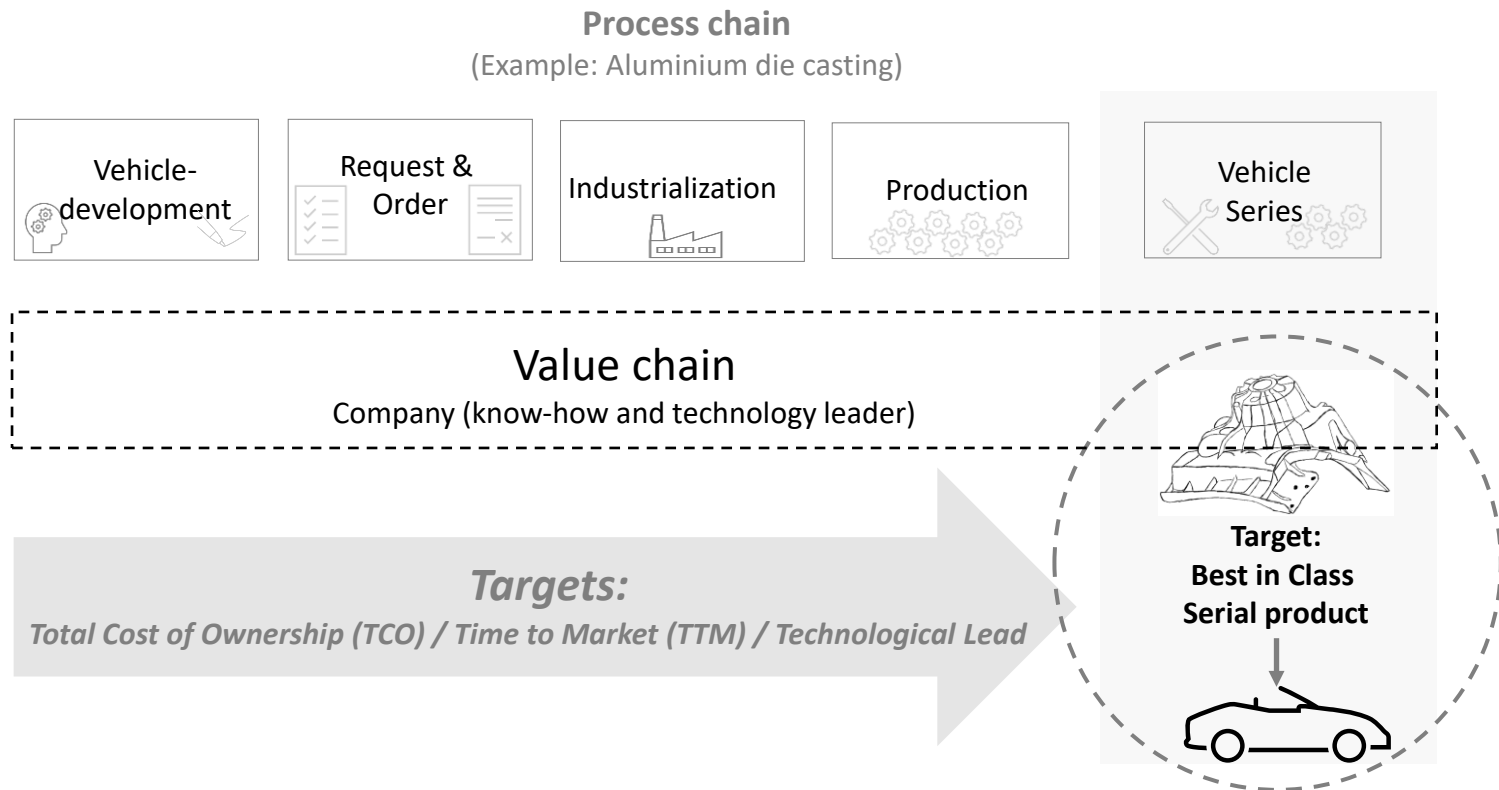 Process chain
(Example: Aluminium die casting)
Vehicle-
development
Request &
Order
Industrialization
Production
Vehicle
Series
Value chain
Company (know-how and technology leader)
Targets:
Total Cost of Ownership (TCO) / Time to Market (TTM) / Technological Lead
Target:
Best in Class
Serial product